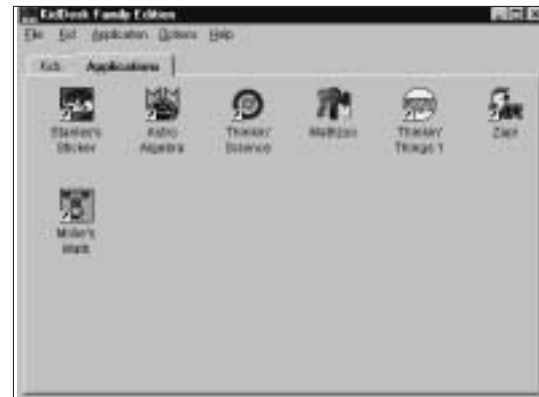 KidDesk Family Edition
File Edit Application Options Help
Kids Applications
Stanley's Astro Thinkin' Thinkin' Zap!
Sticker Algebra Science Things 1
Millie's
Math